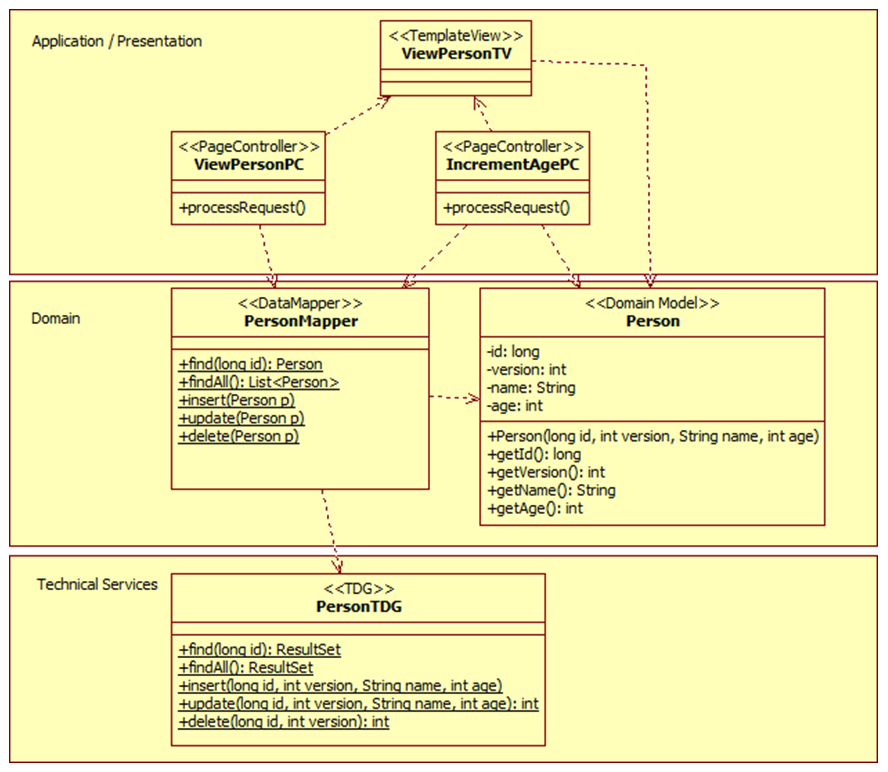 Application / Presentation
<<TemplateView>>
ViewPersonTV
<<PageController>>
ViewPersonPC
+processRequest()
<<PageController>>
IncrementAgePC
+processRequest()
Domain
<<DataMapper>>
PersonMapper
+find(long id): Person
+findAll(): List<Person>
+insert(Person p)
+update(Person p)
+delete(Person p)
<<Domain Model>>
Person
-id: long
-version: int
-name: String
-age: int
+Person(long id, int version, String name, int age)
+getId(): long
+getVersion(): int
+getName(): String
+getAge(): int
Technical Services
<<TDG>>
PersonTDG
+find(long id): ResultSet
+findAll(): ResultSet
+insert(long id, int version, String name, int age)
+update(long id, int version, String name, int age): int
+delete(long id, int version): int